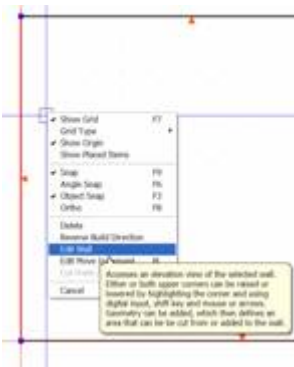 Show Grid F7
Grid Type
Show Origin
Show Placed Items
Snap F9
Angle Snap
Object Snap F3
Ortho F8
Delete
Reverse Build Direction
Edit Wall
Edit Move
Cancel
Accesses an elevation view of the selected wall.
Either or both upper corners can be raised or
lowered by highlighting the corner and using
digital input, shift key and mouse or arrows.
Geometry can be added, which then defines an
area that can be cut from or added to the wall.